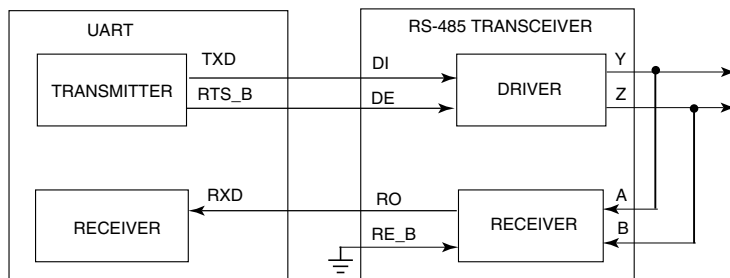 UART
RS-485 TRANSCEIVER
TXD
DI
Y
TRANSMITTER
DRIVER
RTS_B
DE
Z
RXD
RO
A
RECEIVER
RECEIVER
RE_B
B